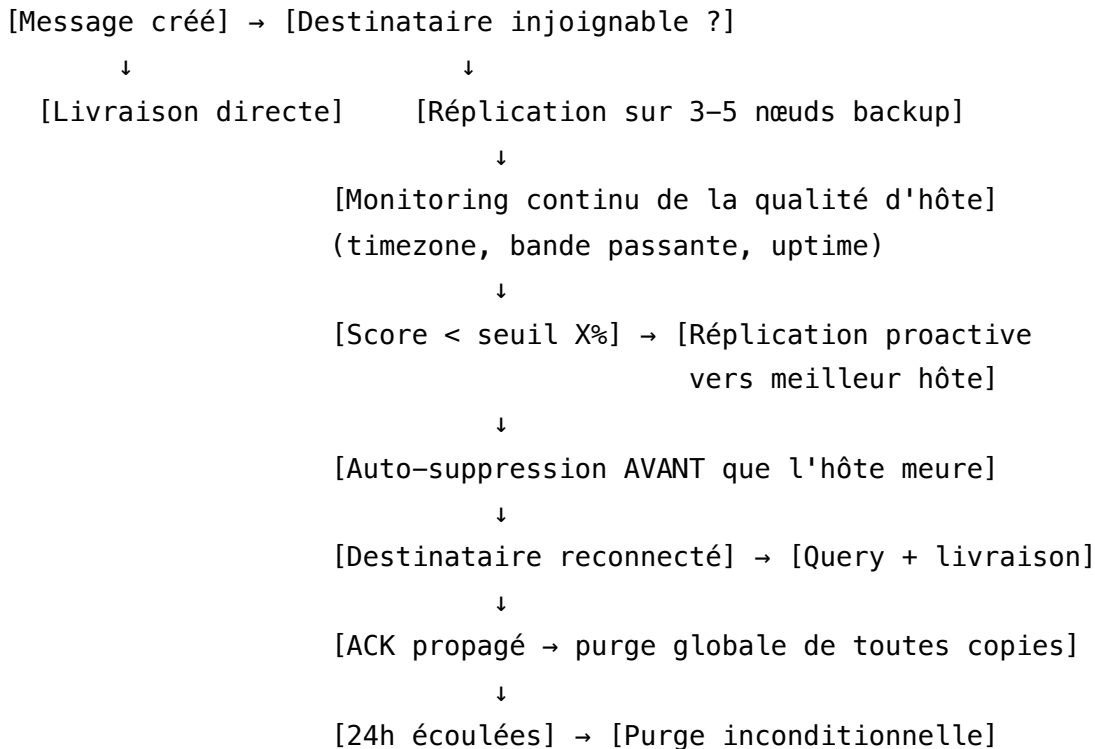 [Message créé] → [Destinataire injoignable ?]
↓ ↓
[Livraison directe] [Réplication sur 3–5 nœuds backup]
↓
[Monitoring continu de la qualité d'hôte]
(timezone, bande passante, uptime)
↓
[Score < seuil X%] → [Réplication proactive
vers meilleur hôte]
↓
[Auto–suppression AVANT que l'hôte meure]
↓
[Destinataire reconnecté] → [Query + livraison]
↓
[ACK propagé → purge globale de toutes copies]
↓
[24h écoulées] → [Purge inconditionnelle]